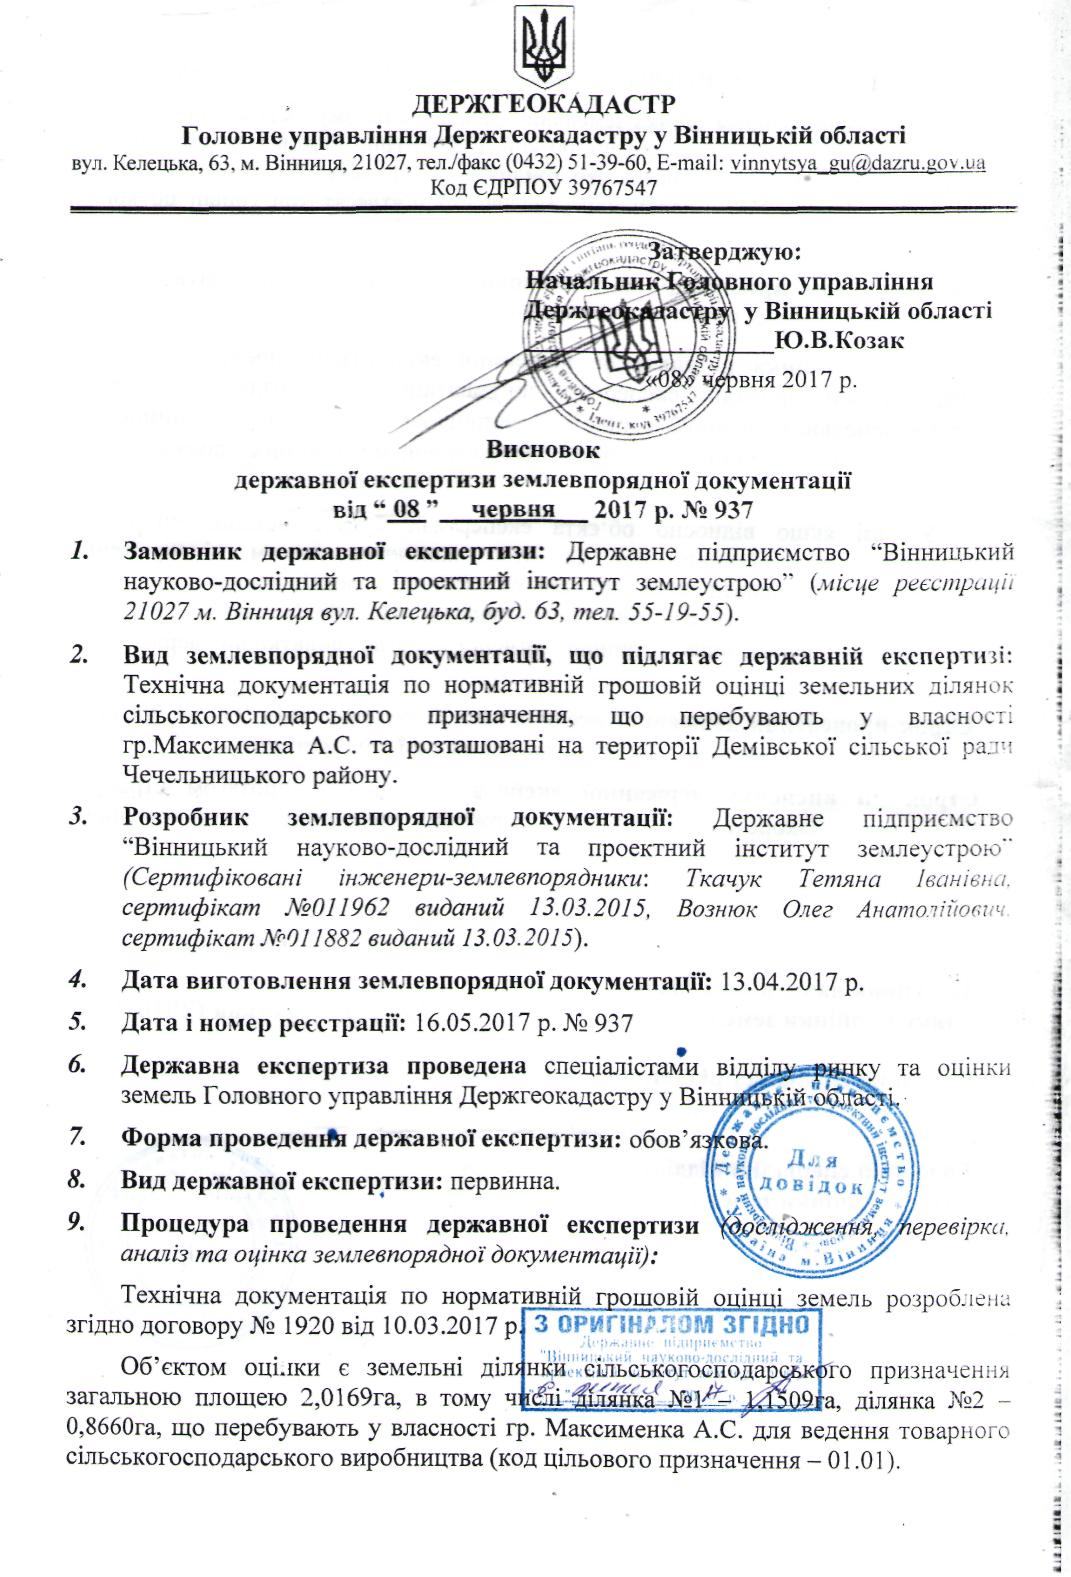 ДЕРЖГЕОКАДАСТР
Головне управління Держгеокадастру у Вінницькій області
вул. Келецька, 63, м. Вінниця, 21027, тел./факс (0432) 51-39-60, E-mail: vinnytsya_gu@dazru.gov.ua
Код ЄДРПОУ 39767547
Затверджую:
Начальник Головного управління
Держгеокадастру у Вінницькій області
Ю.В.Козак
«08» червня 2017 р.
Ідент. код 39767547
Висновок
державної експертизи землевпорядної документації
від “ 08 ” червня 2017 р. № 937
1. Замовник державної експертизи: Державне підприємство “Вінницький
науково-дослідний та проектний інститут землеустрою” (місце реєстрації
21027 м. Вінниця вул. Келецька, буд. 63, тел. 55-19-55).
2. Вид землевпорядної документації, що підлягає державній експертизі:
Технічна документація по нормативній грошовій оцінці земельних ділянок
сільськогосподарського призначення, що перебувають у власності
гр.Максименка А.С. та розташовані на території Демівської сільської ради
Чечельницького району.
3. Розробник землевпорядної документації: Державне підприємство
“Вінницький науково-дослідний та проектний інститут землеустрою”
(Сертифіковані інженери-землевпорядники: Ткачук Тетяна Іванівна,
сертифікат №011962 виданий 13.03.2015, Вознюк Олег Анатолійович,
сертифікат №011882 виданий 13.03.2015).
4. Дата виготовлення землевпорядної документації: 13.04.2017 р.
5. Дата і номер реєстрації: 16.05.2017 р. № 937
6. Державна експертиза проведена спеціалістами відділу ринку та оцінки
земель Головного управління Держгеокадастру у Вінницькій області.
7. Форма проведення державної експертизи: обов’язкова.
8. Вид державної експертизи: первинна.
Для
довідок
Державне підприємство
Україна м.Вінниця
9. Процедура проведення державної експертизи (дослідження, перевірка,
аналіз та оцінка землевпорядної документації):
Технічна документація по нормативній грошовій оцінці земель розроблена
згідно договору № 1920 від 10.03.2017 р.
З ОРИГІНАЛОМ ЗГІДНО
Державне підприємство
"Вінницький науково-дослідний та
Об’єктом оцінки є земельні ділянки сільськогосподарського призначення
загальною площею 2,0169га, в тому числі ділянка №1 – 1,1509га, ділянка №2 –
0,8660га, що перебувають у власності гр. Максименка А.С. для ведення товарного
сільськогосподарського виробництва (код цільового призначення – 01.01).